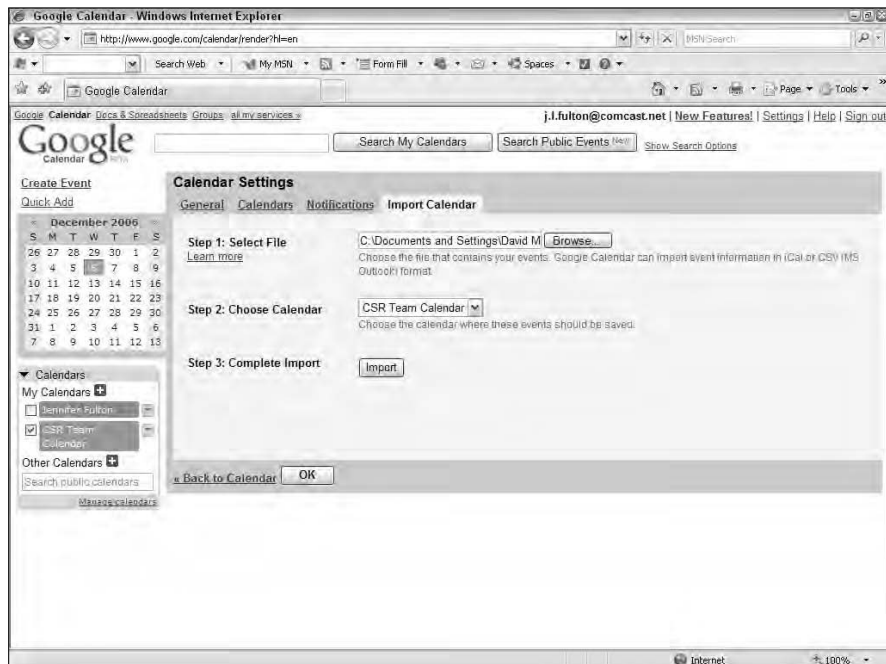 Google Calendar - Windows Internet Explorer
http://www.google.com/calendar/render?hl=en
MSN Search
Search Web
My MSN
Form Fill
Spaces
Google Calendar
Page
Tools
Google Calendar Docs & Spreadsheets Groups all my services »
j.l.fulton@comcast.net | New Features! | Settings | Help | Sign out
Google
Calendar BETA
Search My Calendars
Search Public Events New
Show Search Options
Create Event
Quick Add
Calendar Settings
General Calendars Notifications Import Calendar
« December 2006 »
S M T W T F S
26 27 28 29 30 1 2
3 4 5 6 7 8 9
10 11 12 13 14 15 16
17 18 19 20 21 22 23
24 25 26 27 28 29 30
31 1 2 3 4 5 6
7 8 9 10 11 12 13
Step 1: Select File
Learn more
C:\Documents and Settings\David M
Browse...
Choose the file that contains your events. Google Calendar can import event information in iCal or CSV (MS
Outlook) format.
Step 2: Choose Calendar
CSR Team Calendar
Choose the calendar where these events should be saved.
Step 3: Complete Import
Import
Calendars
My Calendars
Jennifer Fulton
CSR Team
Calendar
Other Calendars
Search public calendars
Manage calendars
« Back to Calendar
OK
Internet
100%